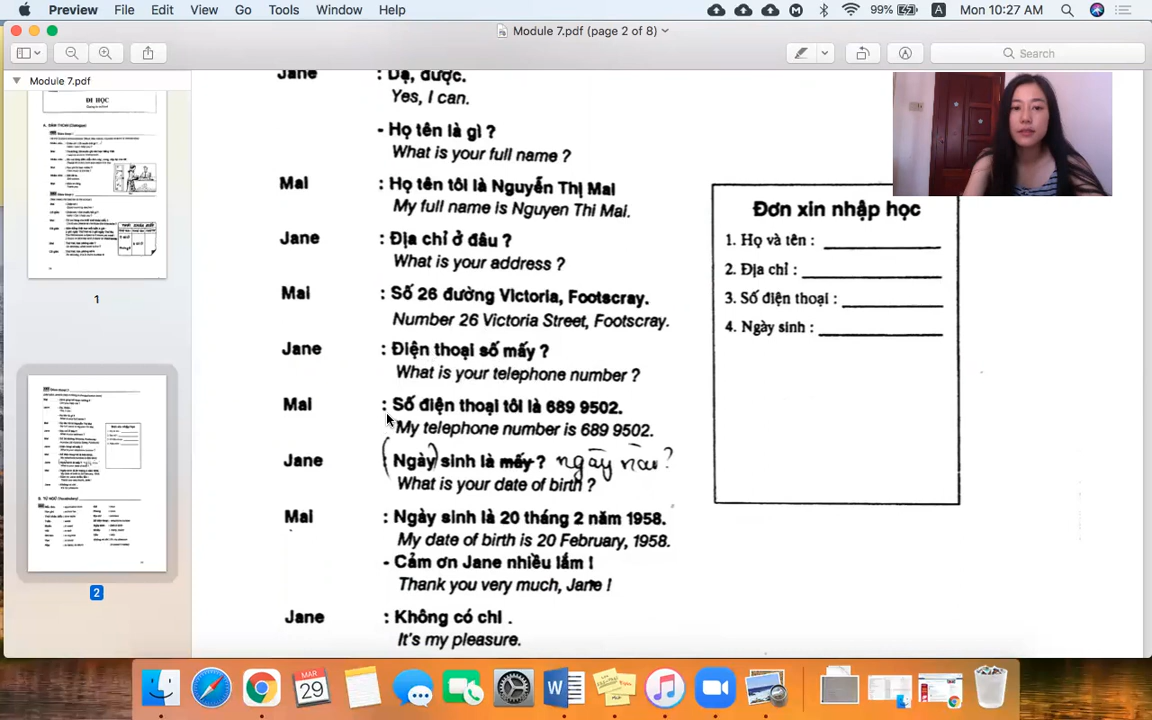 Preview File Edit View Go Tools Window Help 99% A Mon 10:27 AM
Module 7.pdf (page 2 of 8)
Search
Module 7.pdf
ĐI HỌC
1
2
Jane : Dạ, được.
Yes, I can.
- Họ tên là gì ?
What is your full name ?
Mai : Họ tên tôi là Nguyễn Thị Mai
My full name is Nguyen Thi Mai.
Jane : Địa chỉ ở đâu ?
What is your address ?
Mai : Số 26 đường Victoria, Footscray.
Number 26 Victoria Street, Footscray.
Jane : Điện thoại số mấy ?
What is your telephone number ?
Mai : Số điện thoại tôi là 689 9502.
My telephone number is 689 9502.
Jane (Ngày) sinh là mấy ? ngày nào?
What is your date of birth ?
Mai : Ngày sinh là 20 tháng 2 năm 1958.
My date of birth is 20 February, 1958.
- Cảm ơn Jane nhiều lắm !
Thank you very much, Jane !
Jane : Không có chi .
It's my pleasure.
Đơn xin nhập học
1. Họ và tên :
2. Địa chỉ :
3. Số điện thoại :
4. Ngày sinh :
MAR
29